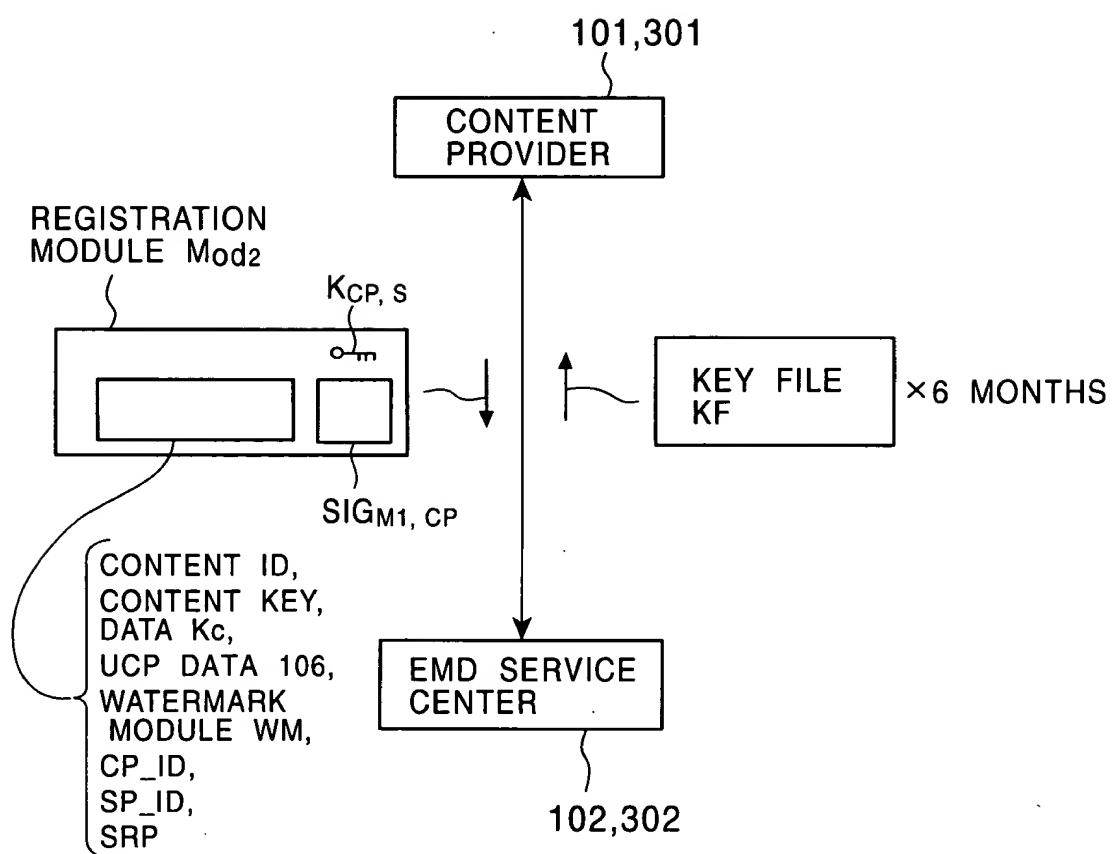 101,301
CONTENT
PROVIDER
REGISTRATION
MODULE Mod2
KCP, S
KEY FILE
KF
×6 MONTHS
SIGM1, CP
CONTENT ID,
CONTENT KEY,
DATA Kc,
UCP DATA 106,
WATERMARK
MODULE WM,
CP_ID,
SP_ID,
SRP
EMD SERVICE
CENTER
102,302